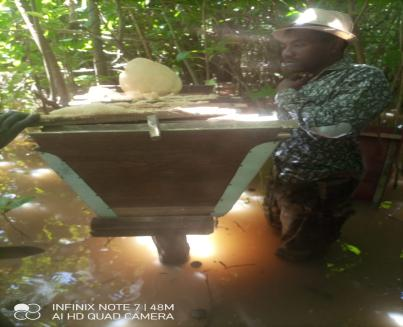 INFINIX NOTE 7 | 48M
AI HD QUAD CAMERA